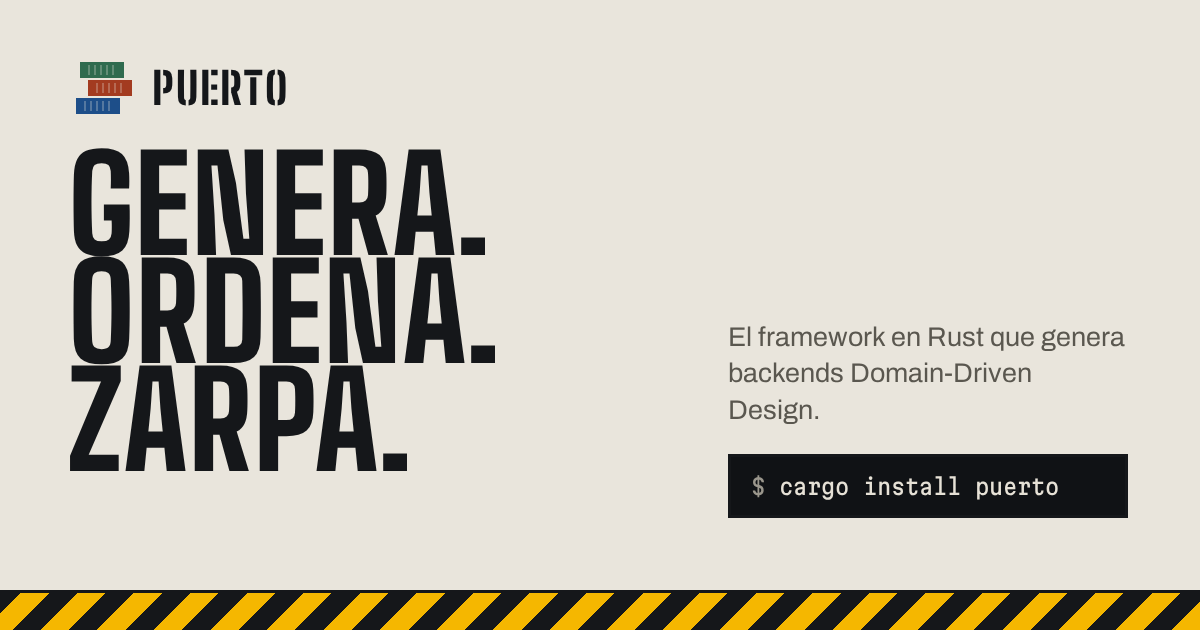 PUERTO
GENERA.
ORDENA.
ZARPA.
El framework en Rust que genera
backends Domain-Driven
Design.
$ cargo install puerto